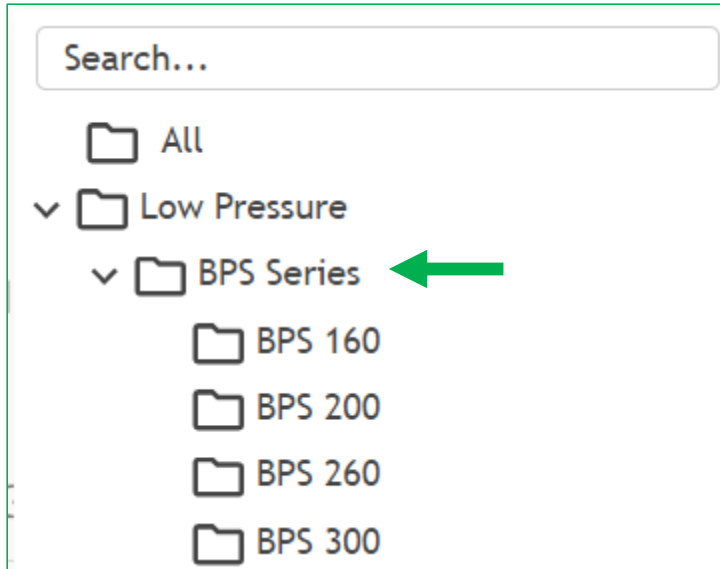 Search...
All
Low Pressure
BPS Series
BPS 160
BPS 200
BPS 260
BPS 300